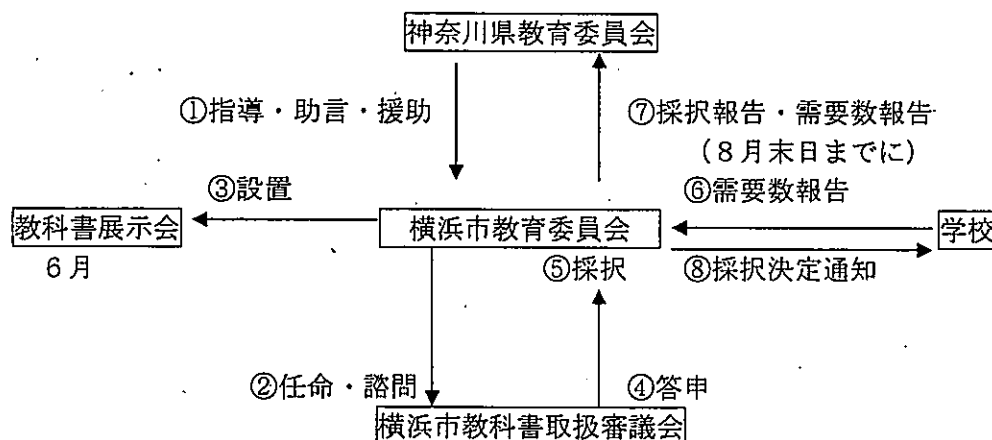 神奈川県教育委員会
①指導・助言・援助
⑦採択報告・需要数報告
（８月末日までに）
③設置
⑥需要数報告
教科書展示会
横浜市教育委員会
学校
６月
⑤採択
⑧採択決定通知
②任命・諮問
④答申
横浜市教科書取扱審議会